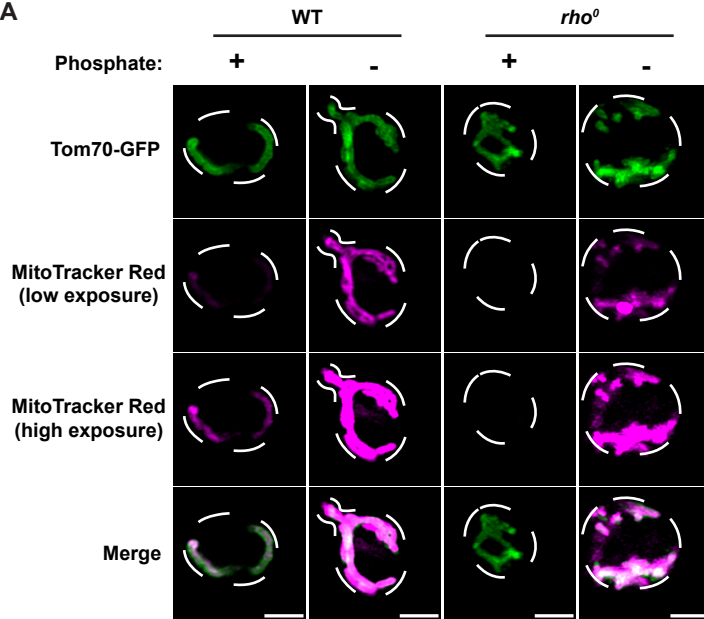 A
WT rho⁰
Phosphate: + - + -
Tom70-GFP
MitoTracker Red
(low exposure)
MitoTracker Red
(high exposure)
Merge